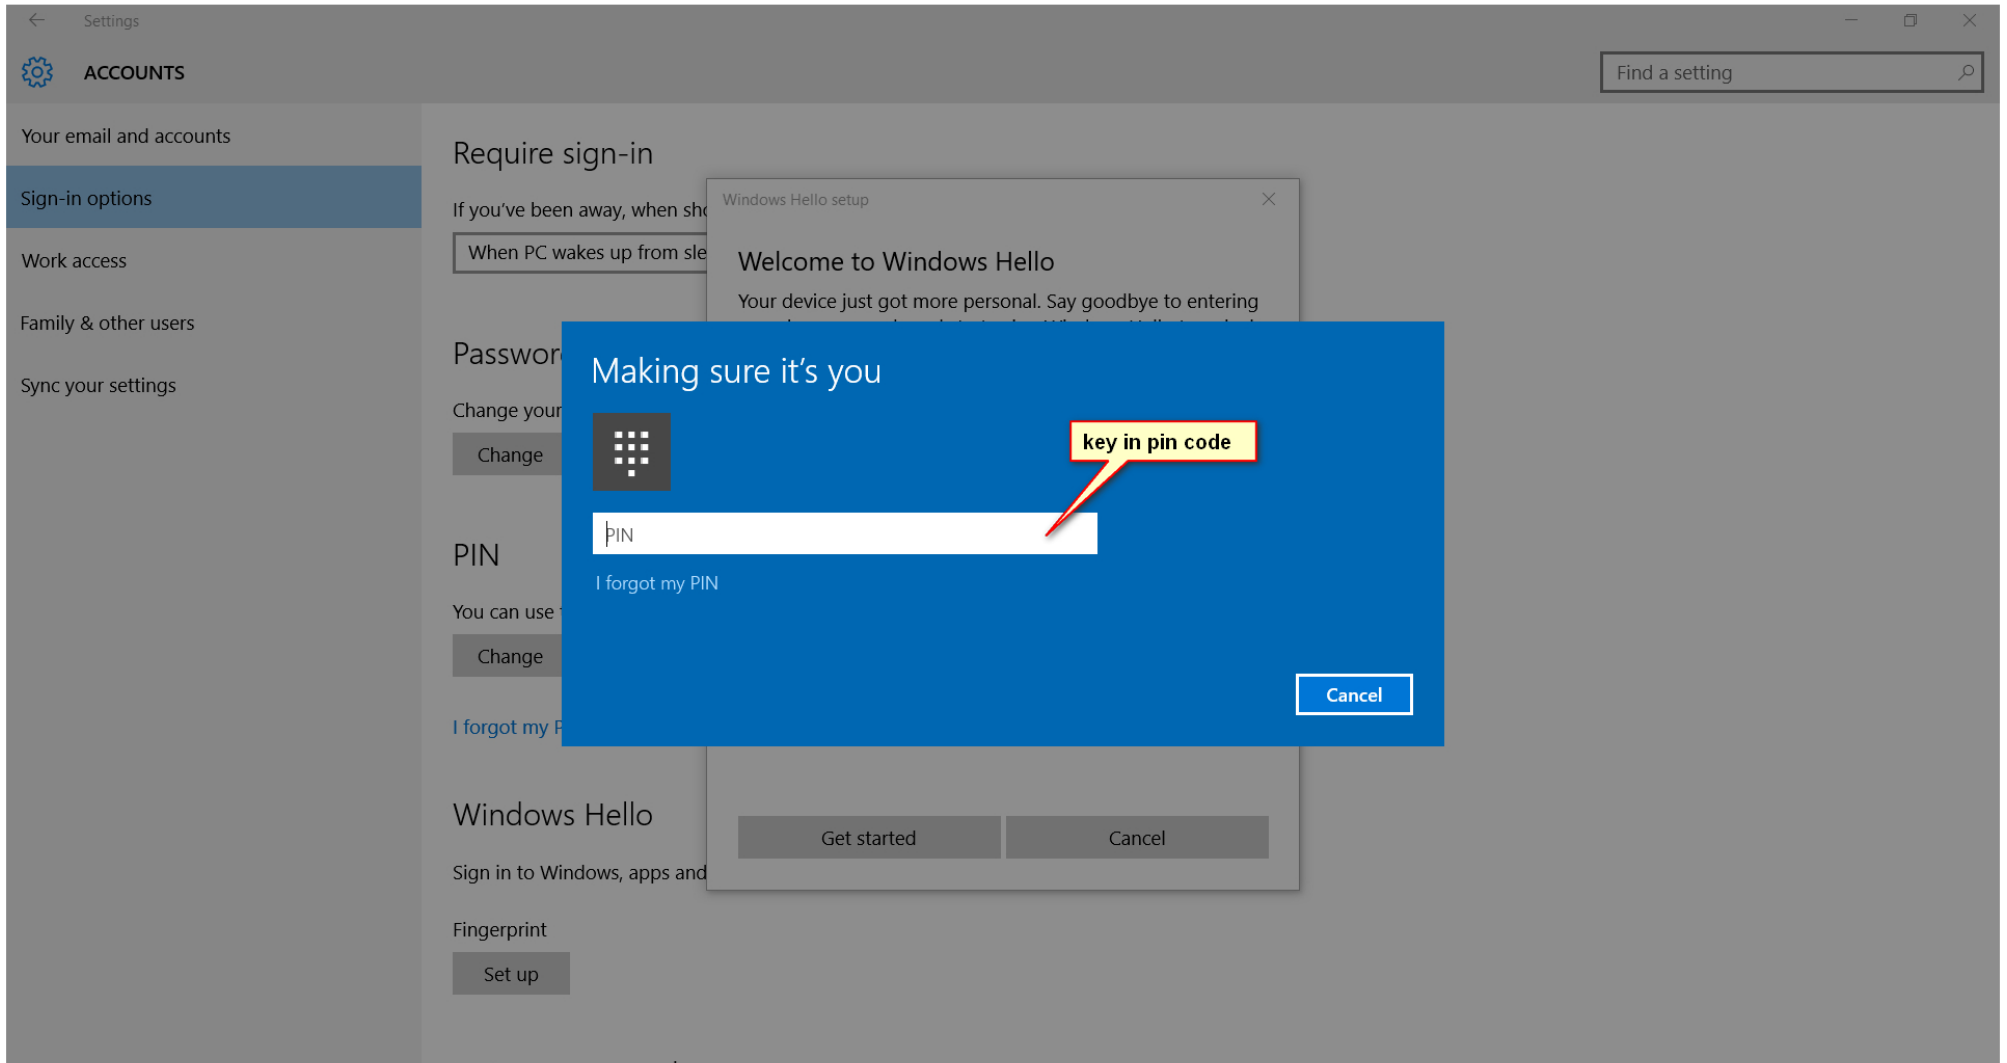 Settings
ACCOUNTS
Find a setting
Your email and accounts
Sign-in options
Work access
Family & other users
Sync your settings
Require sign-in
If you've been away, when
When PC wakes up from
Windows Hello setup
Welcome to Windows Hello
Your device just got more personal. Say goodbye to entering
Change your
Change
PIN
You can use
Change
I forgot my
Making sure it's you
key in pin code
PIN
I forgot my PIN
Cancel
Get started
Cancel
Windows Hello
Sign in to Windows, apps and
Fingerprint
Set up